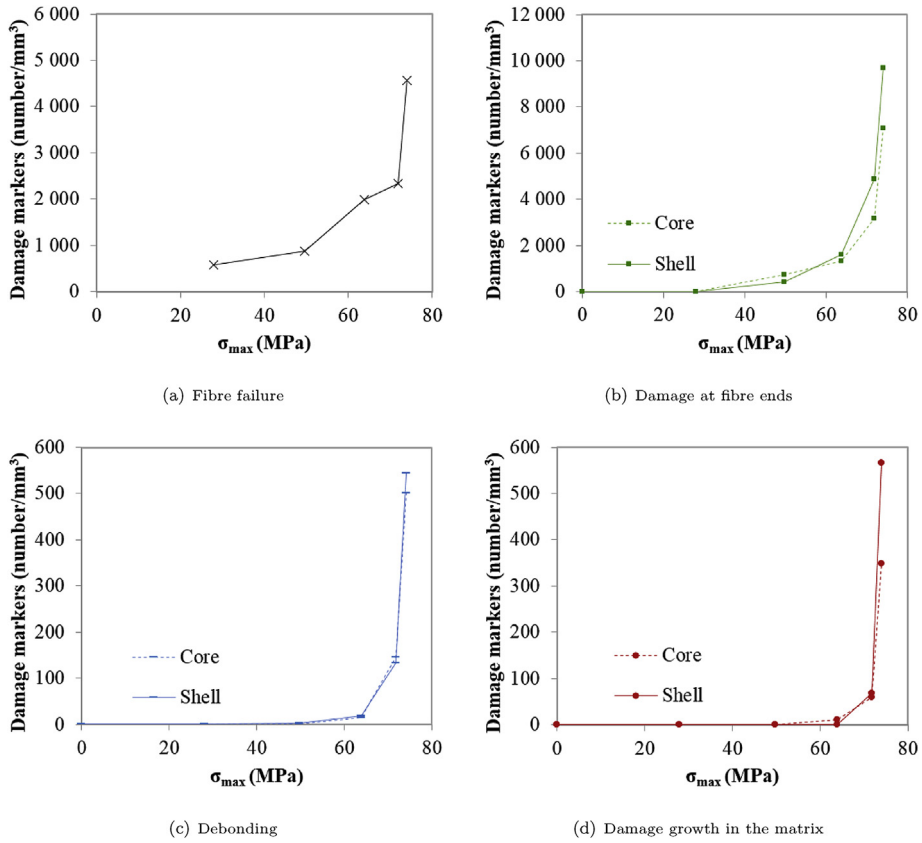 Damage markers (number/mm³)
6 000
5 000
4 000
3 000
2 000
1 000
0
0 20 40 60 80
σmax (MPa)
(a) Fibre failure
Damage markers (number/mm³)
12 000
10 000
8 000
6 000
4 000
2 000
0
Core
Shell
0 20 40 60 80
σmax (MPa)
(b) Damage at fibre ends
Damage markers (number/mm³)
600
500
400
300
200
100
0
Core
Shell
0 20 40 60 80
σmax (MPa)
(c) Debonding
Damage markers (number/mm³)
600
500
400
300
200
100
0
Core
Shell
0 20 40 60 80
σmax (MPa)
(d) Damage growth in the matrix